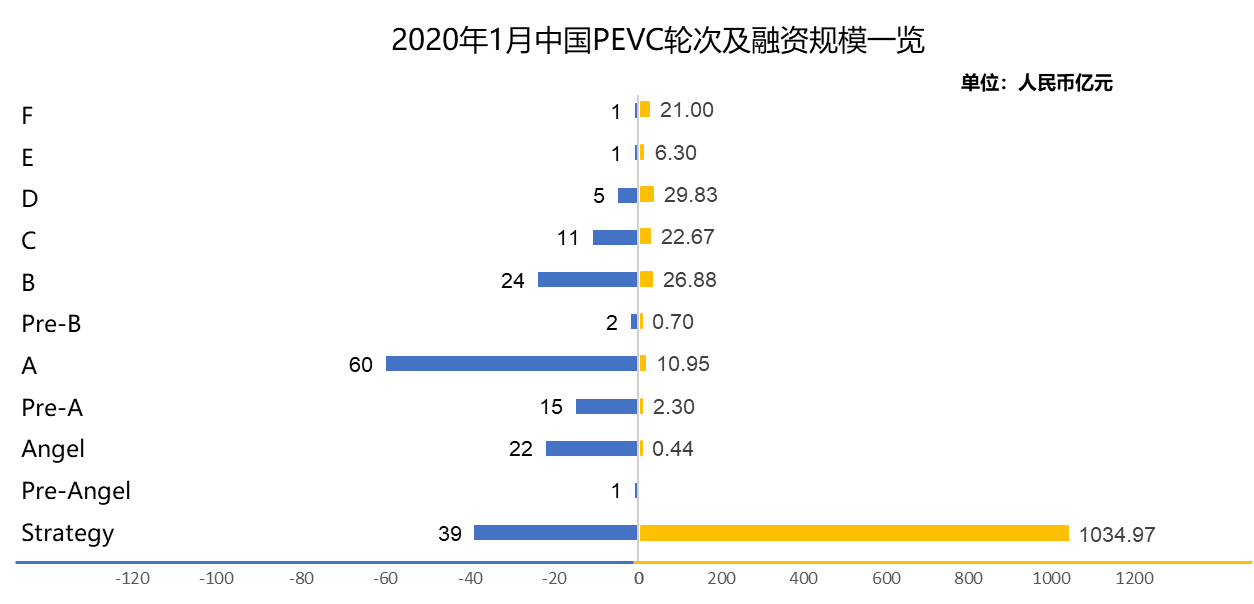 2020年1月中国PEVC轮次及融资规模一览
单位：人民币亿元
F 1 21.00
E 1 6.30
D 5 29.83
C 11 22.67
B 24 26.88
Pre-B 2 0.70
A 60 10.95
Pre-A 15 2.30
Angel 22 0.44
Pre-Angel 1
Strategy 39 1034.97
-120 -100 -80 -60 -40 -20 0 200 400 600 800 1000 1200